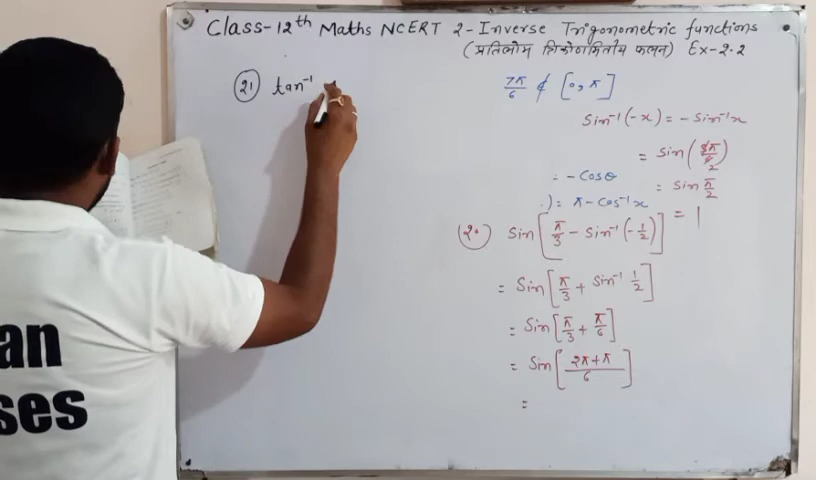 Class-12th Maths NCERT 2-Inverse Trigonometric functions
(प्रतिलोम त्रिकोणमितीय फलन) Ex-2.2
(21) tan⁻¹
7π/6 ∉ [0, π]
Sin⁻¹(-x) = -Sin⁻¹x
= Sin(3π/6 2)
= -Cosθ
= Sin π/2
) = π-Cos⁻¹x
= 1
(20) Sin[π/3 - Sin⁻¹(-1/2)]
= Sin[π/3 + Sin⁻¹ 1/2]
= Sin[π/3 + π/6]
= Sin[2π+π/6]
=
an
ses